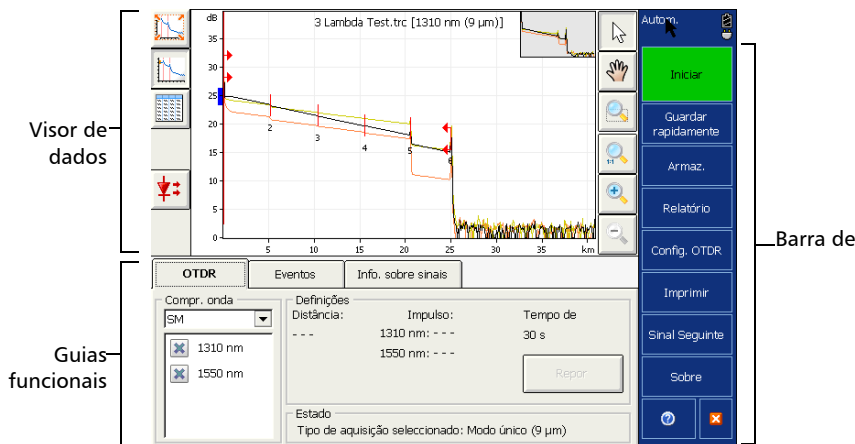 Visor de
dados
Guias
funcionais
dB
3 Lambda Test.trc [1310 nm (9 µm)]
35
30
25
20
15
10
5
0
2
3
4
5
6
5
10
15
20
25
30
35
km
1:1
OTDR
Eventos
Info. sobre sinais
Compr. onda
SM
1310 nm
1550 nm
Definições
Distância:
Impulso:
Tempo de
- - -
1310 nm: - - -
30 s
1550 nm: - - -
Repor
Estado
Tipo de aquisição seleccionado: Modo único (9 µm)
Autom.
Iniciar
Guardar
rapidamente
Armaz.
Relatório
Config. OTDR
Imprimir
Sinal Seguinte
Sobre
Barra de